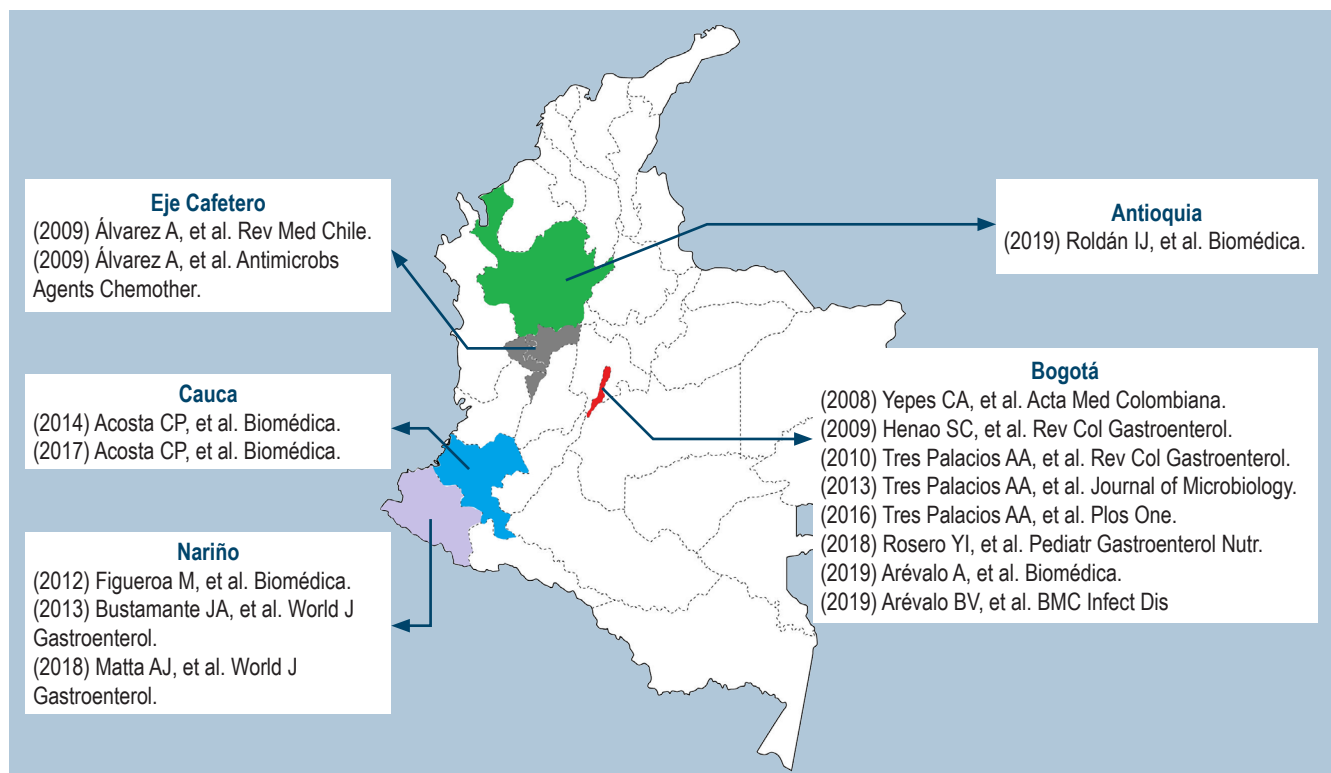 Eje Cafetero
(2009) Álvarez A, et al. Rev Med Chile.
(2009) Álvarez A, et al. Antimicrobs
Agents Chemother.
Cauca
(2014) Acosta CP, et al. Biomédica.
(2017) Acosta CP, et al. Biomédica.
Nariño
(2012) Figueroa M, et al. Biomédica.
(2013) Bustamante JA, et al. World J
Gastroenterol.
(2018) Matta AJ, et al. World J
Gastroenterol.
Antioquia
(2019) Roldán IJ, et al. Biomédica.
Bogotá
(2008) Yepes CA, et al. Acta Med Colombiana.
(2009) Henao SC, et al. Rev Col Gastroenterol.
(2010) Tres Palacios AA, et al. Rev Col Gastroenterol.
(2013) Tres Palacios AA, et al. Journal of Microbiology.
(2016) Tres Palacios AA, et al. Plos One.
(2018) Rosero YI, et al. Pediatr Gastroenterol Nutr.
(2019) Arévalo A, et al. Biomédica.
(2019) Arévalo BV, et al. BMC Infect Dis